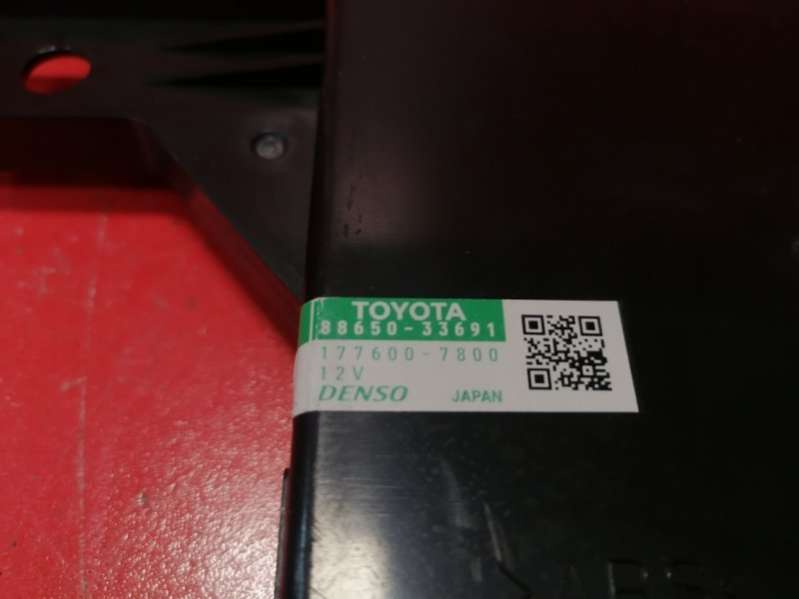 TOYOTA
88650-33691
177600-7800
12V
DENSO JAPAN